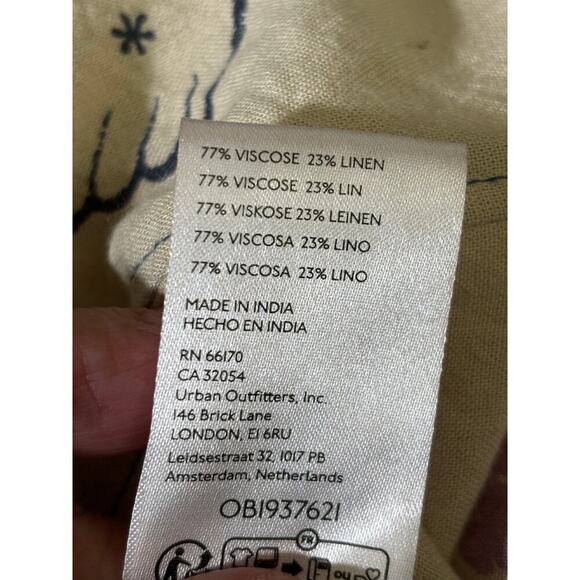 77% VISCOSE 23% LINEN
77% VISCOSE 23% LIN
77% VISKOSE 23% LEINEN
77% VISCOSA 23% LINO
77% VISCOSA 23% LINO
MADE IN INDIA
HECHO EN INDIA
RN 66170
CA 32054
Urban Outfitters, Inc.
146 Brick Lane
LONDON, E1 6RU
Leidsestraat 32, 1017 PB
Amsterdam, Netherlands
OB1937621
FR
ou